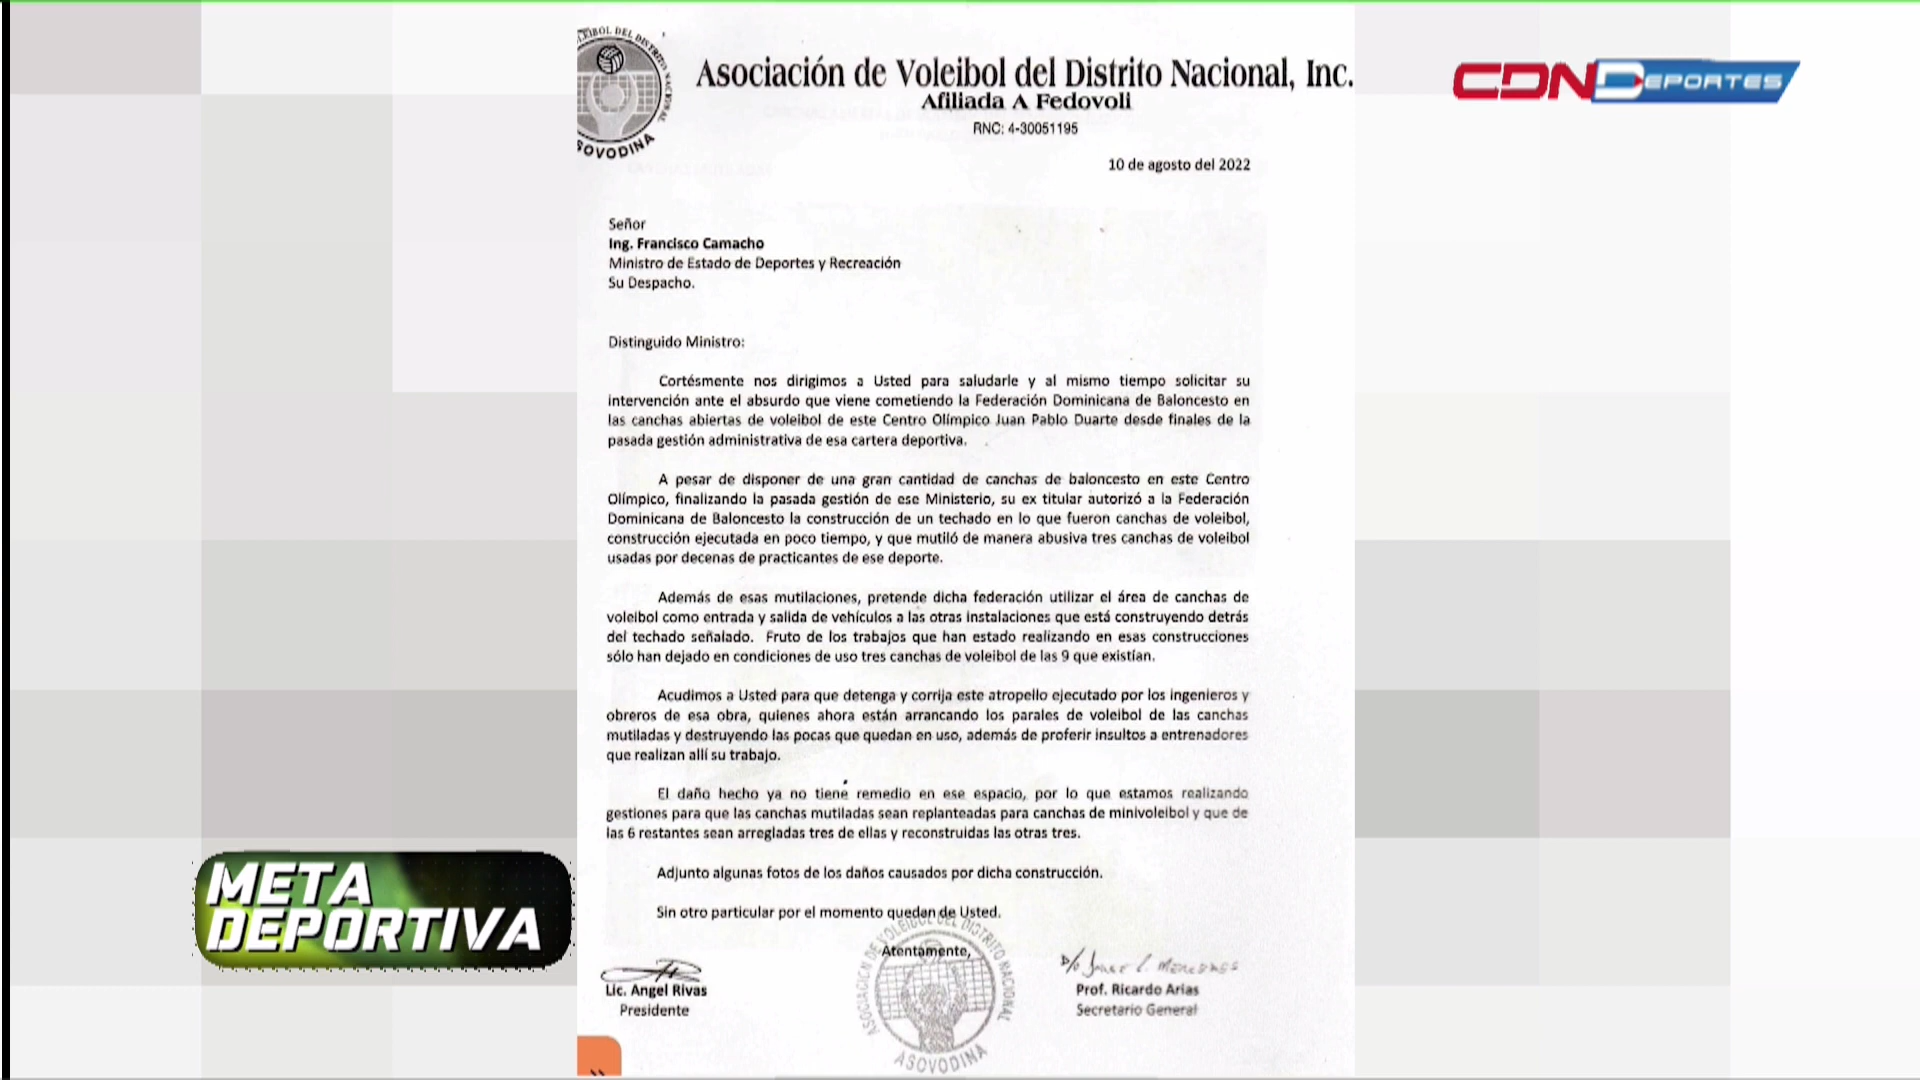 Asociación de Voleibol del Distrito Nacional, Inc.
Afiliada A Fedovoli
RNC: 4-30051195
CDN DEPORTES
VOLEIBOL DEL DISTRITO NACIONAL
ASOVODINA
10 de agosto del 2022
Señor
Ing. Francisco Camacho
Ministro de Estado de Deportes y Recreación
Su Despacho.
Distinguido Ministro:
Cortésmente nos dirigimos a Usted para saludarle y al mismo tiempo solicitar su
intervención ante el absurdo que viene cometiendo la Federación Dominicana de Baloncesto en
las canchas abiertas de voleibol de este Centro Olímpico Juan Pablo Duarte desde finales de la
pasada gestión administrativa de esa cartera deportiva.
A pesar de disponer de una gran cantidad de canchas de baloncesto en este Centro
Olímpico, finalizando la pasada gestión de ese Ministerio, su ex titular autorizó a la Federación
Dominicana de Baloncesto la construcción de un techado en lo que fueron canchas de voleibol,
construcción ejecutada en poco tiempo, y que mutiló de manera abusiva tres canchas de voleibol
usadas por decenas de practicantes de ese deporte.
Además de esas mutilaciones, pretende dicha federación utilizar el área de canchas de
voleibol como entrada y salida de vehículos a las otras instalaciones que está construyendo detrás
del techado señalado. Fruto de los trabajos que han estado realizando en esas construcciones
sólo han dejado en condiciones de uso tres canchas de voleibol de las 9 que existían.
Acudimos a Usted para que detenga y corrija este atropello ejecutado por los ingenieros y
obreros de esa obra, quienes ahora están arrancando los parales de voleibol de las canchas
mutiladas y destruyendo las pocas que quedan en uso, además de proferir insultos a entrenadores
que realizan allí su trabajo.
El daño hecho ya no tiene remedio en ese espacio, por lo que estamos realizando
gestiones para que las canchas mutiladas sean replanteadas para canchas de minivoleibol y que de
las 6 restantes sean arregladas tres de ellas y reconstruidas las otras tres.
Adjunto algunas fotos de los daños causados por dicha construcción.
Sin otro particular por el momento quedan de Usted.
Atentamente,
Lic. Angel Rivas
Presidente
ASOCIACION DE VOLEIBOL DEL DISTRITO NACIONAL
ASOVODINA
P/O
Prof. Ricardo Arias
Secretario General
META
DEPORTIVA